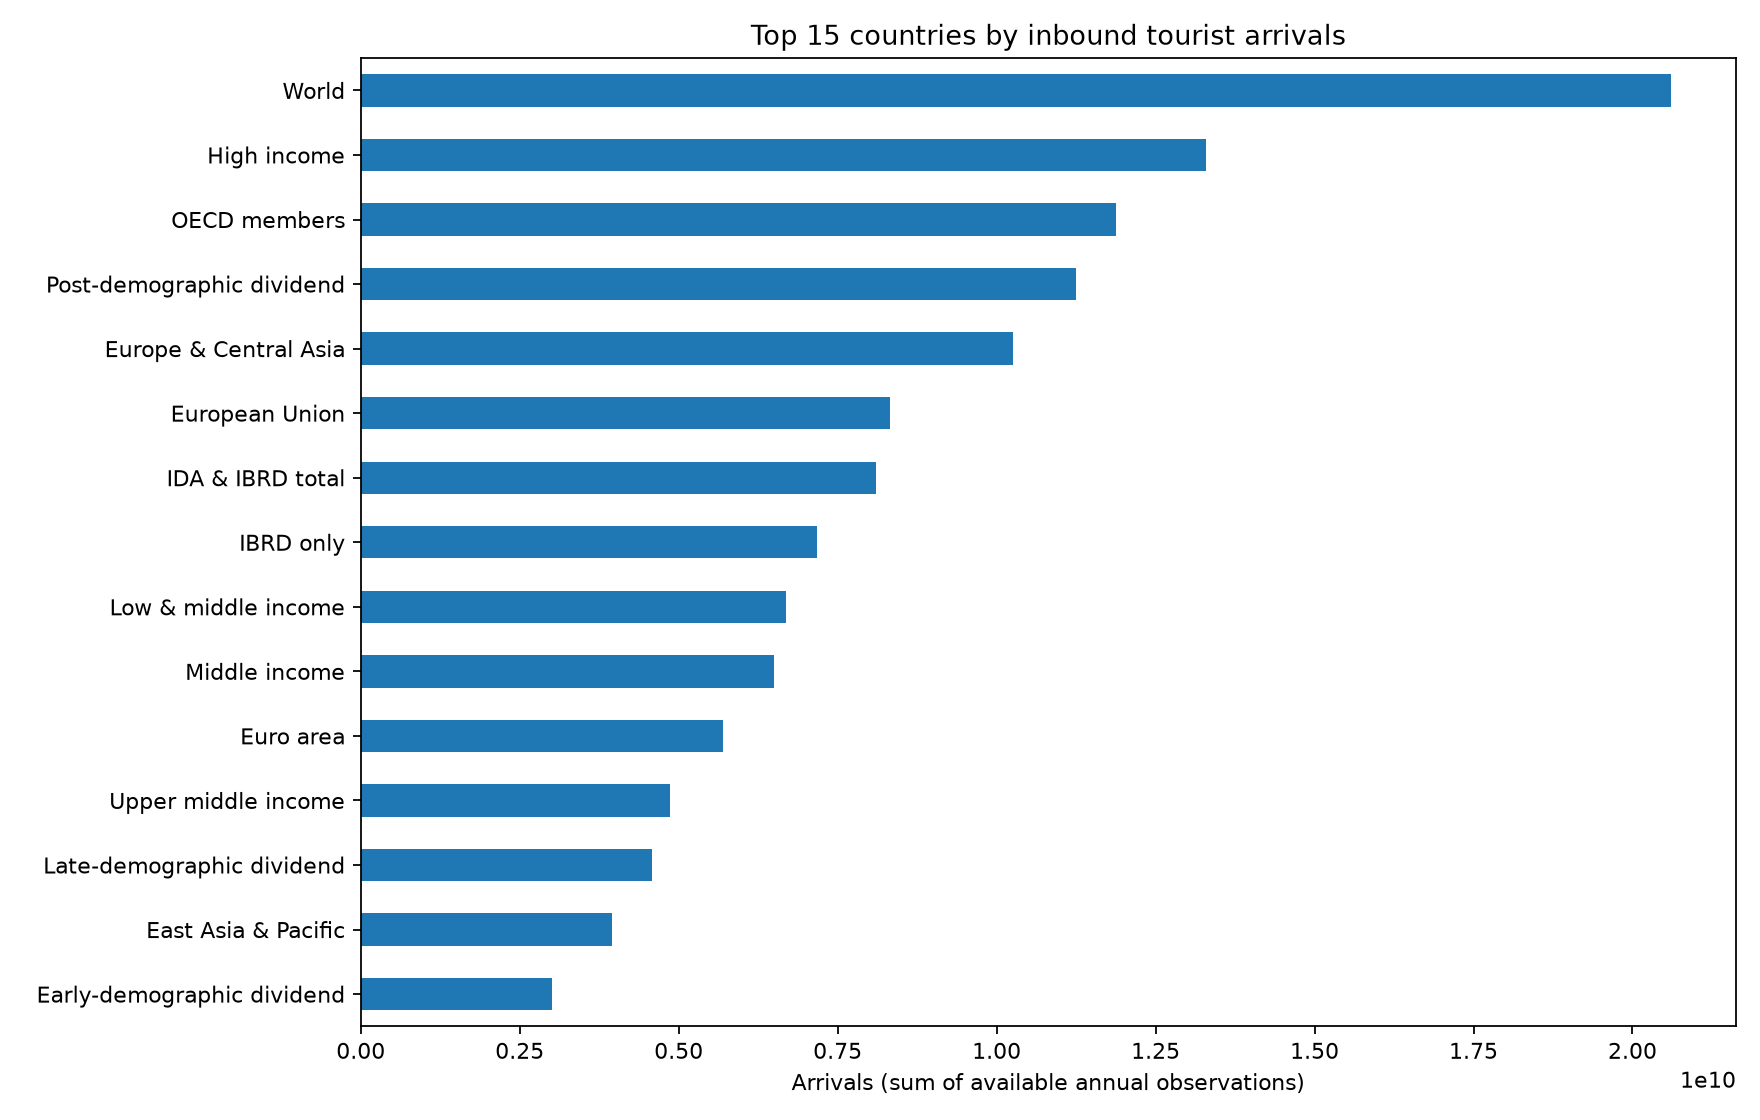 Top 15 countries by inbound tourist arrivals
World
High income
OECD members
Post-demographic dividend
Europe & Central Asia
European Union
IDA & IBRD total
IBRD only
Low & middle income
Middle income
Euro area
Upper middle income
Late-demographic dividend
East Asia & Pacific
Early-demographic dividend
0.00 0.25 0.50 0.75 1.00 1.25 1.50 1.75 2.00
1e10
Arrivals (sum of available annual observations)